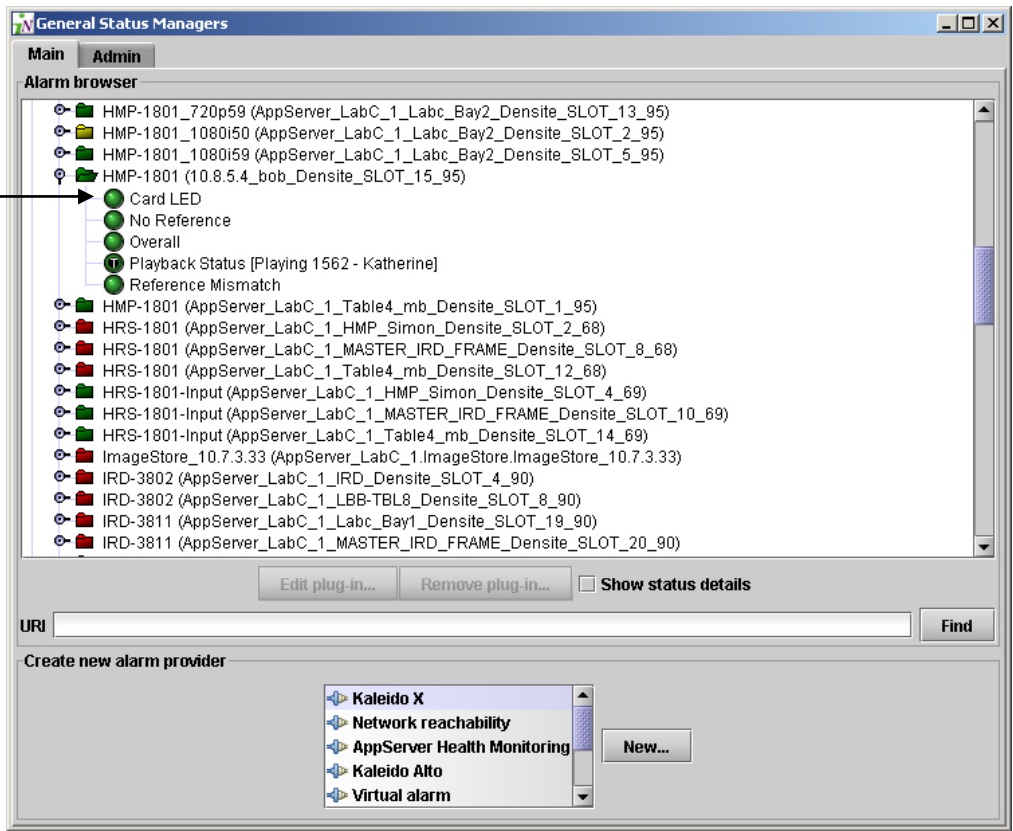 General Status Managers
Main Admin
Alarm browser
HMP-1801_720p59 (AppServer_LabC_1_Labc_Bay2_Densite_SLOT_13_95)
HMP-1801_1080i50 (AppServer_LabC_1_Labc_Bay2_Densite_SLOT_2_95)
HMP-1801_1080i59 (AppServer_LabC_1_Labc_Bay2_Densite_SLOT_5_95)
HMP-1801 (10.8.5.4_bob_Densite_SLOT_15_95)
Card LED
No Reference
Overall
T Playback Status [Playing 1562 - Katherine]
Reference Mismatch
HMP-1801 (AppServer_LabC_1_Table4_mb_Densite_SLOT_1_95)
HRS-1801 (AppServer_LabC_1_HMP_Simon_Densite_SLOT_2_68)
HRS-1801 (AppServer_LabC_1_MASTER_IRD_FRAME_Densite_SLOT_8_68)
HRS-1801 (AppServer_LabC_1_Table4_mb_Densite_SLOT_12_68)
HRS-1801-Input (AppServer_LabC_1_HMP_Simon_Densite_SLOT_4_69)
HRS-1801-Input (AppServer_LabC_1_MASTER_IRD_FRAME_Densite_SLOT_10_69)
HRS-1801-Input (AppServer_LabC_1_Table4_mb_Densite_SLOT_14_69)
ImageStore_10.7.3.33 (AppServer_LabC_1.ImageStore.ImageStore_10.7.3.33)
IRD-3802 (AppServer_LabC_1_IRD_Densite_SLOT_4_90)
IRD-3802 (AppServer_LabC_1_LBB-TBL8_Densite_SLOT_8_90)
IRD-3811 (AppServer_LabC_1_Labc_Bay1_Densite_SLOT_19_90)
IRD-3811 (AppServer_LabC_1_MASTER_IRD_FRAME_Densite_SLOT_20_90)
Edit plug-in... Remove plug-in... Show status details
URI Find
Create new alarm provider
Kaleido X
Network reachability
AppServer Health Monitoring
Kaleido Alto
Virtual alarm
New...